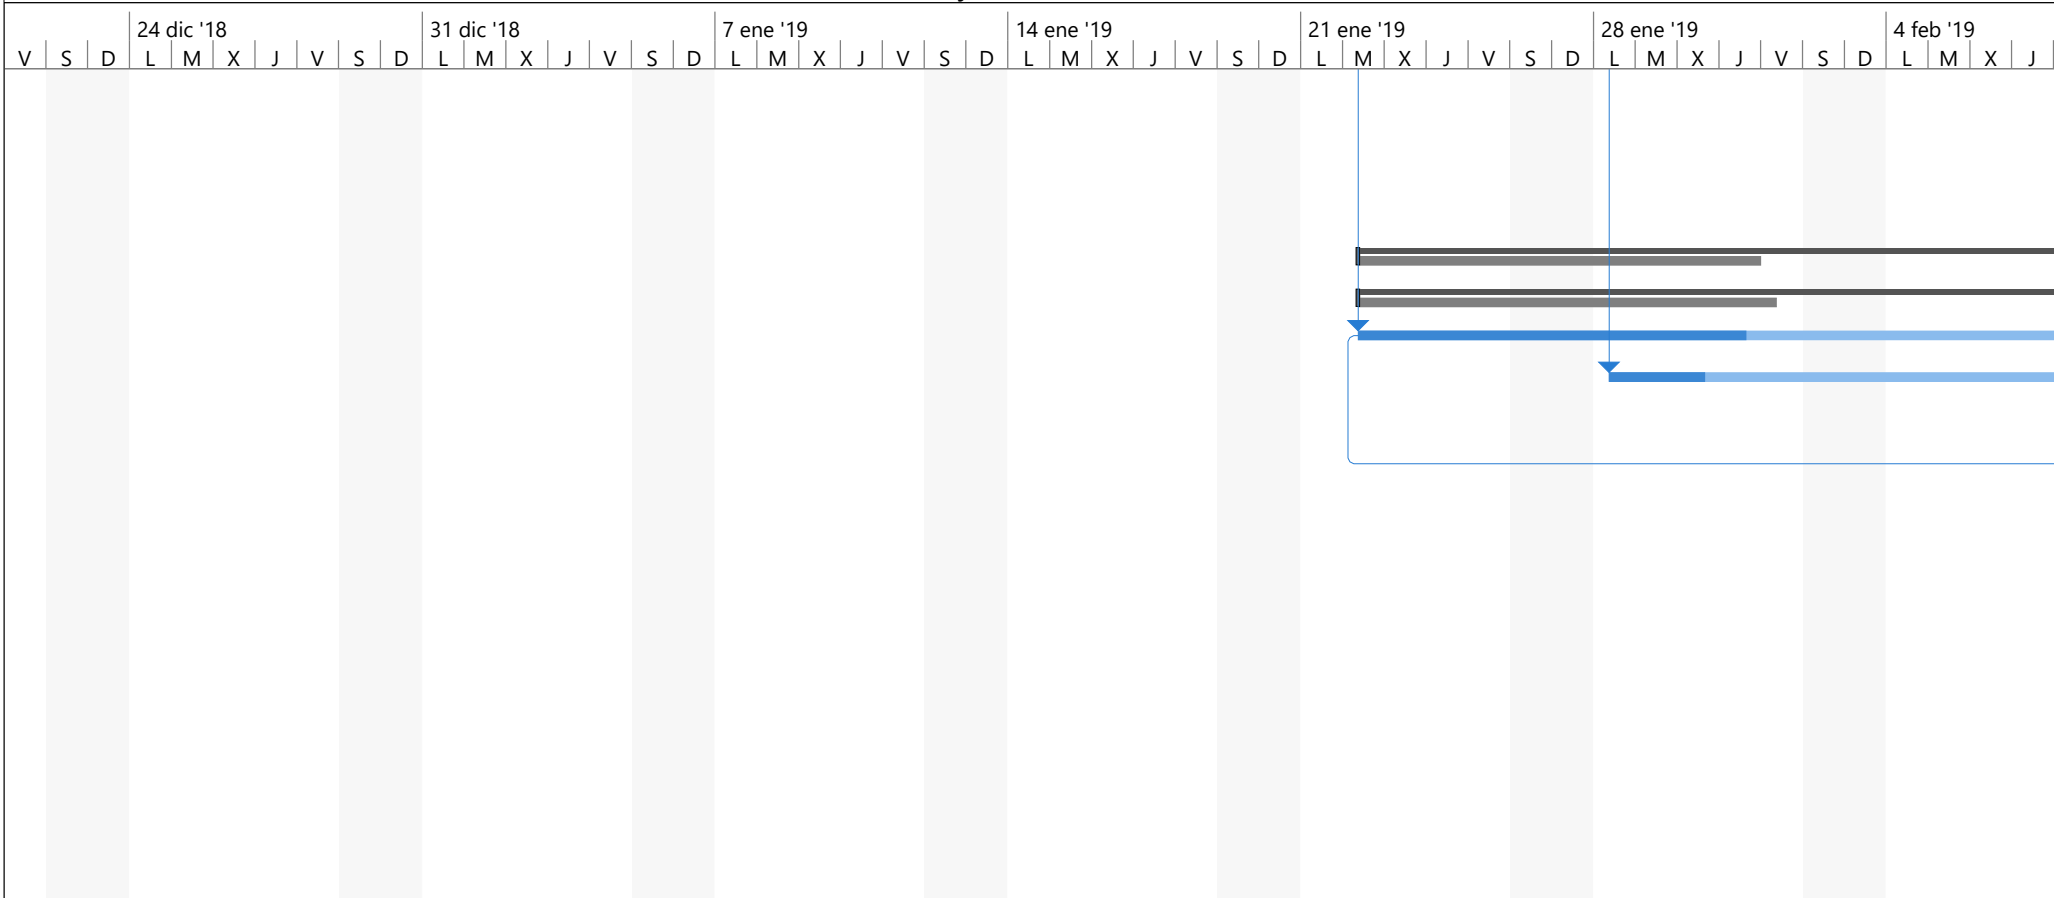 24 dic '18 31 dic '18 7 ene '19 14 ene '19 21 ene '19 28 ene '19 4 feb '19
V S D L M X J V S D L M X J V S D L M X J V S D L M X J V S D L M X J V S D L M X J V S D L M X J